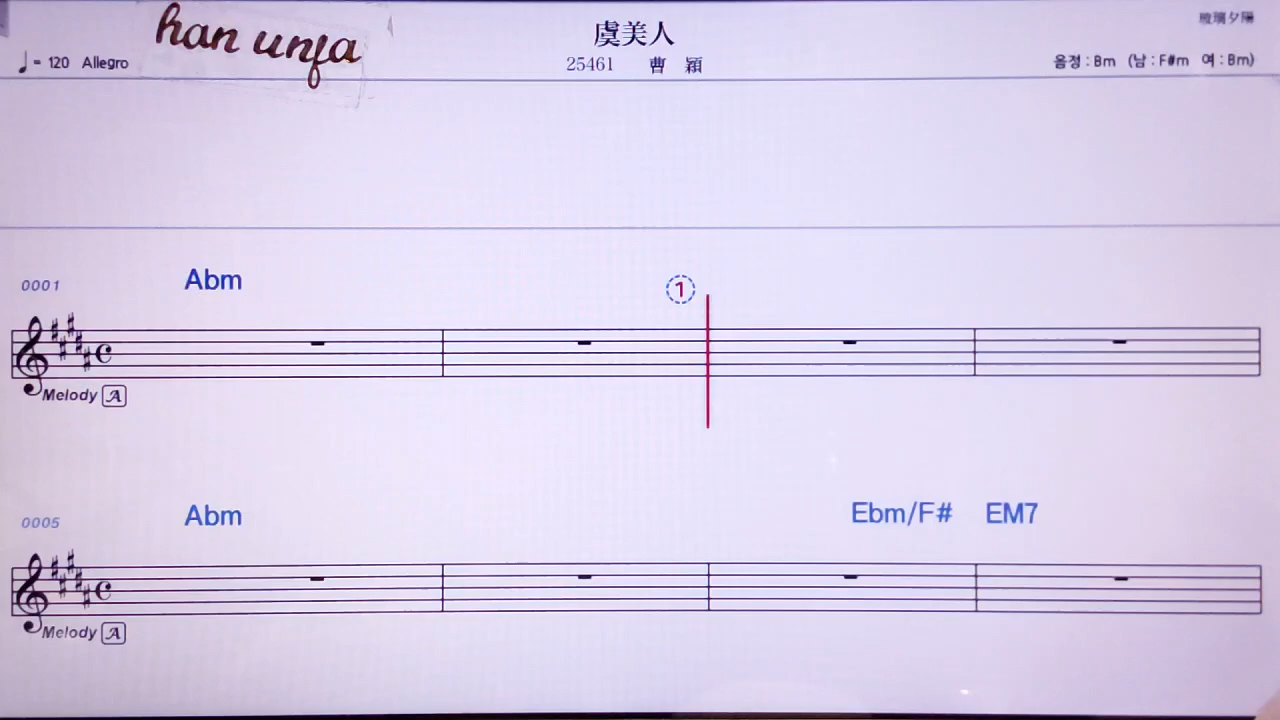 han unfa
虞美人
玻璃夕陽
♩= 120 Allegro
25461 曹 穎
음정 : Bm (남 : F#m 여 : Bm)
0001
Abm
1
Melody A
0005
Abm
Ebm/F#
EM7
Melody A